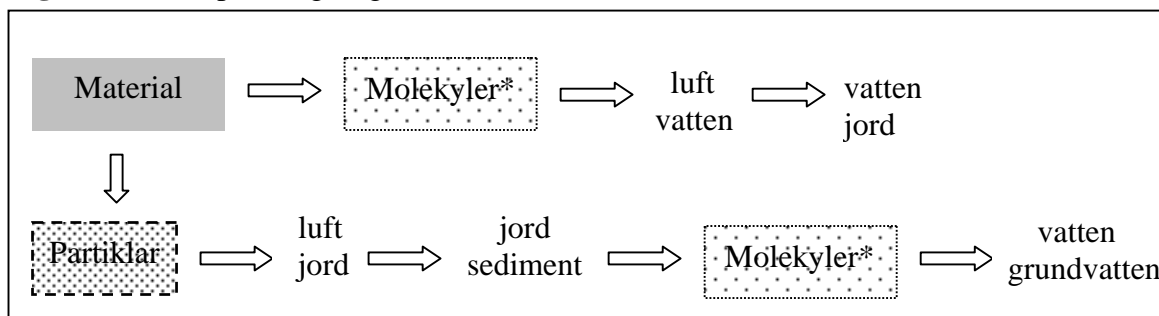 Material
Molekyler*
luft
vatten
vatten
jord
Partiklar
luft
jord
jord
sediment
Molekyler*
vatten
grundvatten